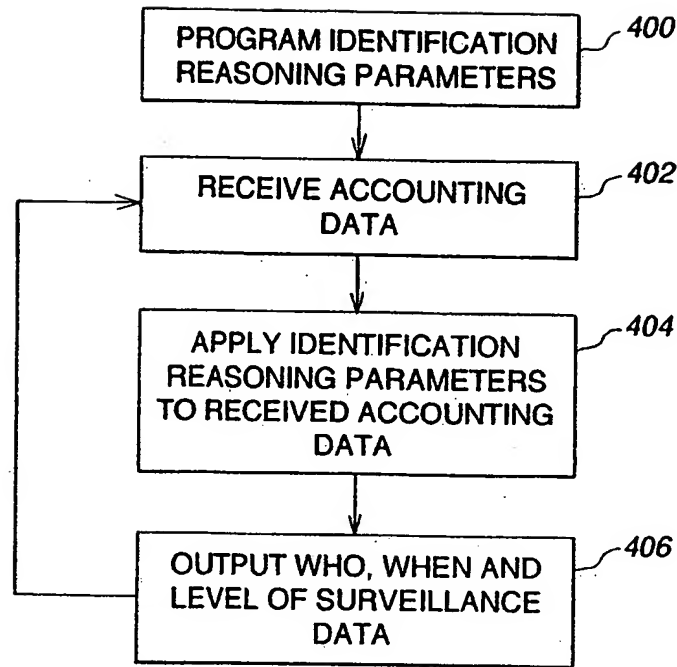 PROGRAM IDENTIFICATION
REASONING PARAMETERS
400
RECEIVE ACCOUNTING
DATA
402
APPLY IDENTIFICATION
REASONING PARAMETERS
TO RECEIVED ACCOUNTING
DATA
404
OUTPUT WHO, WHEN AND
LEVEL OF SURVEILLANCE
DATA
406